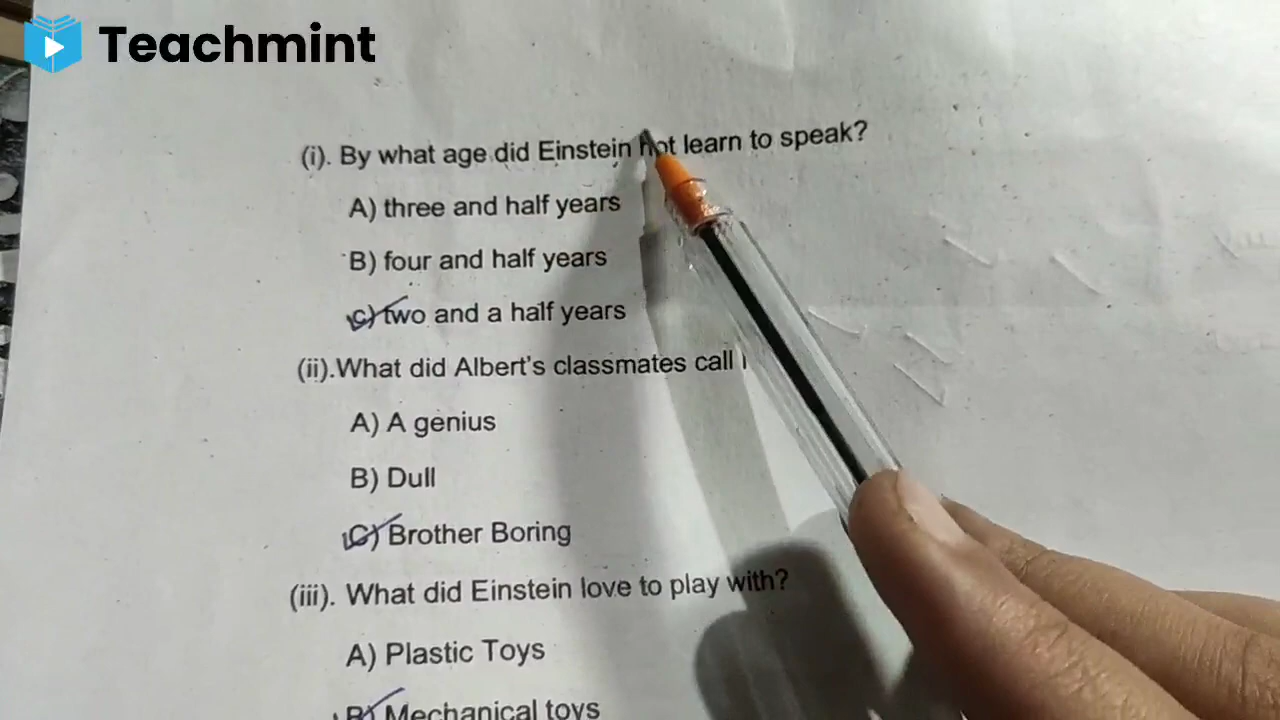 Teachmint
(i). By what age did Einstein not learn to speak?
A) three and half years
B) four and half years
C) two and a half years
(ii).What did Albert's classmates call
A) A genius
B) Dull
C) Brother Boring
(iii). What did Einstein love to play with?
A) Plastic Toys
B) Mechanical toys